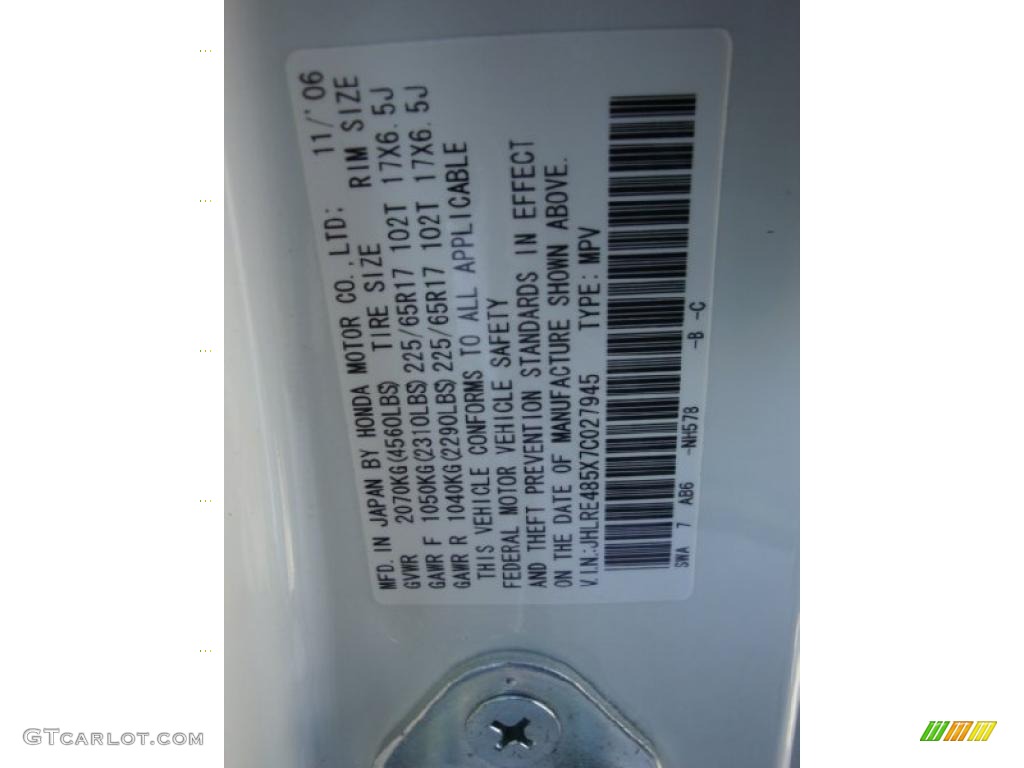 MFD. IN JAPAN BY HONDA MOTOR CO.,LTD: 11/'06
GVWR 2070KG(4560LBS) TIRE SIZE RIM SIZE
GAWR F 1050KG(2310LBS) 225/65R17 102T 17X6.5J
GAWR R 1040KG(2290LBS) 225/65R17 102T 17X6.5J
THIS VEHICLE CONFORMS TO ALL APPLICABLE
FEDERAL MOTOR VEHICLE SAFETY
AND THEFT PREVENTION STANDARDS IN EFFECT
ON THE DATE OF MANUFACTURE SHOWN ABOVE.
V.I.N.:JHLRE485X7C027945 TYPE: MPV
SWA 7 AB6 -NH578 -B -C
GTCarLot.com